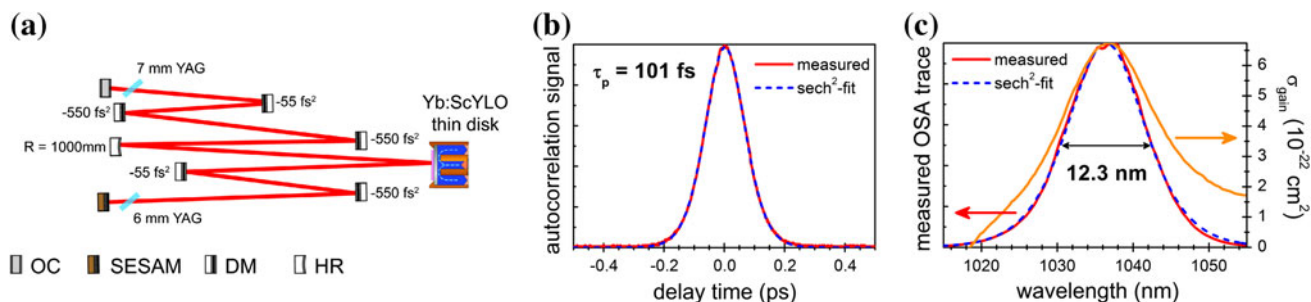 (a)
7 mm YAG
-55 fs²
-550 fs²
Yb:ScYLO
thin disk
-550 fs²
R = 1000mm
-55 fs²
-550 fs²
6 mm YAG
OC SESAM DM HR
(b)
autocorrelation signal
τp = 101 fs
measured
sech²-fit
-0.4 -0.2 0.0 0.2 0.4
delay time (ps)
(c)
measured OSA trace
measured
sech²-fit
12.3 nm
6
5
4
3
2
1
0
σgain (10⁻²² cm²)
1020 1030 1040 1050
wavelength (nm)